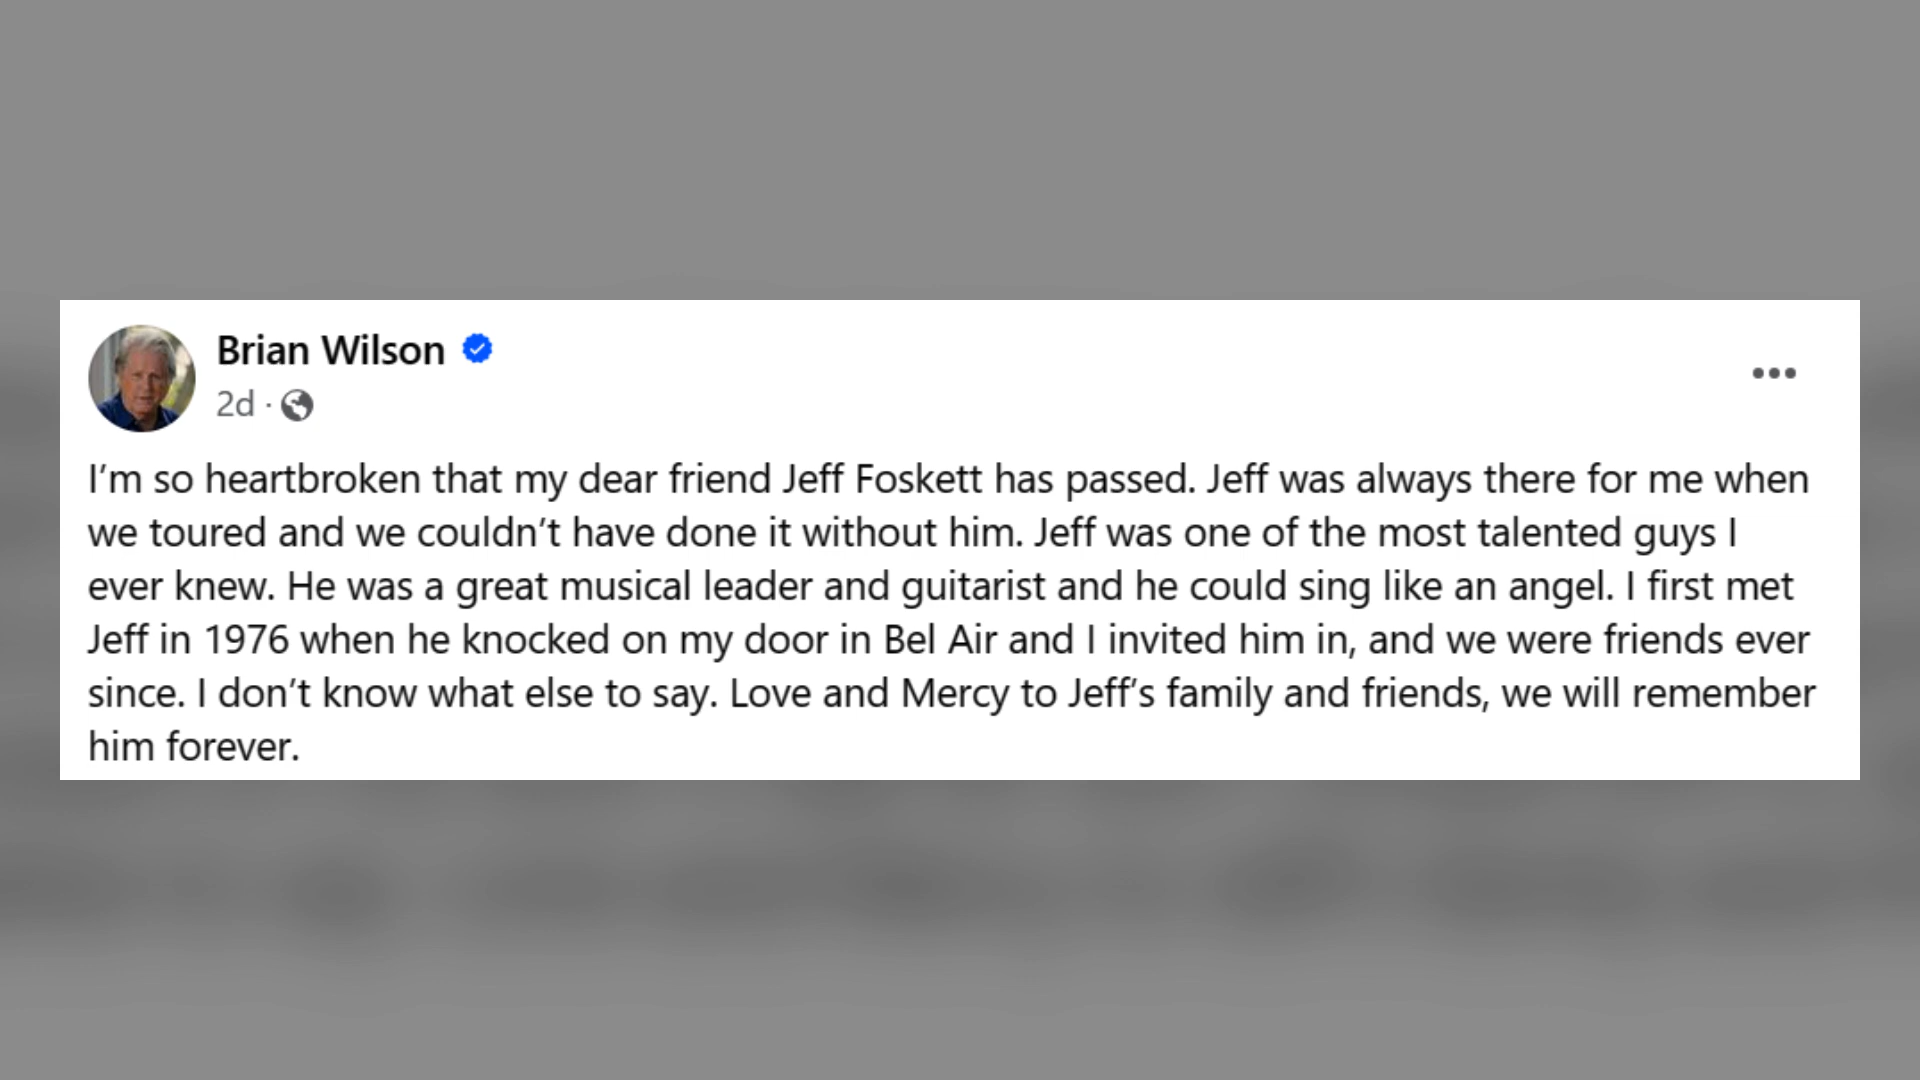 Brian Wilson
2d ·
I’m so heartbroken that my dear friend Jeff Foskett has passed. Jeff was always there for me when
we toured and we couldn’t have done it without him. Jeff was one of the most talented guys I
ever knew. He was a great musical leader and guitarist and he could sing like an angel. I first met
Jeff in 1976 when he knocked on my door in Bel Air and I invited him in, and we were friends ever
since. I don’t know what else to say. Love and Mercy to Jeff’s family and friends, we will remember
him forever.